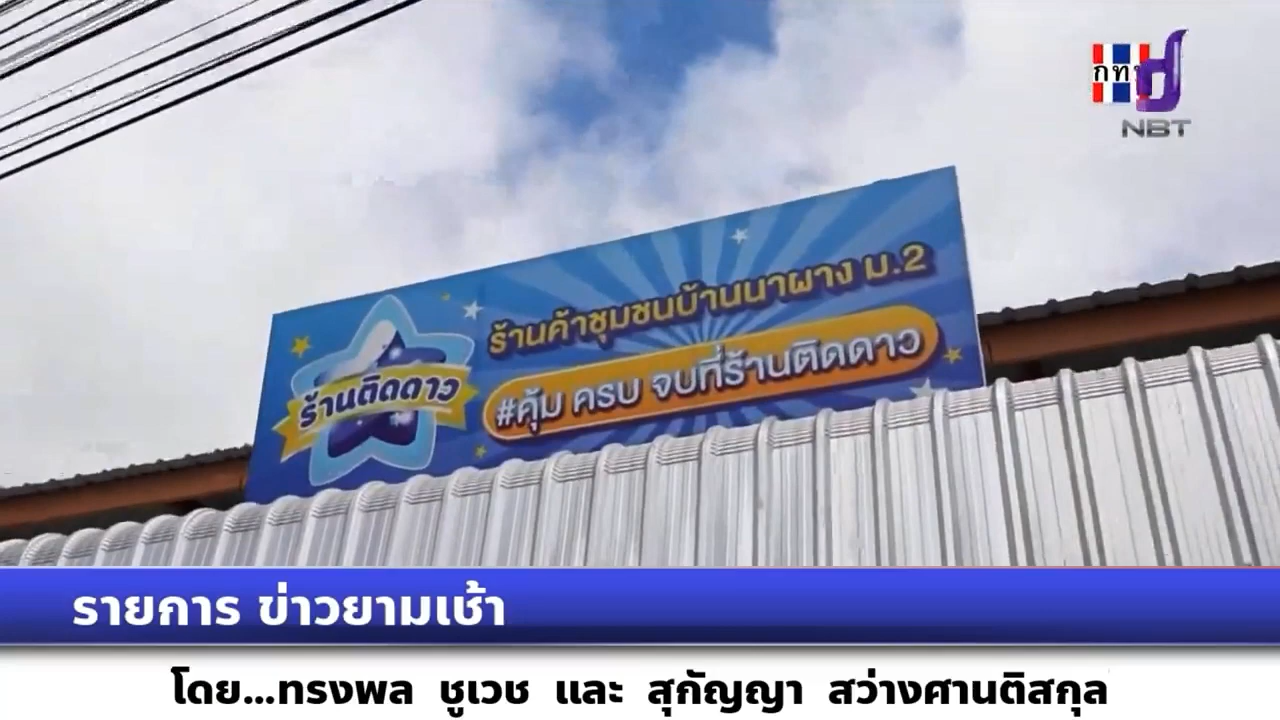 NBT
ร้านค้าชุมชนบ้านนาผาง ม.2
ร้านติดดาว
#คุ้ม ครบ จบที่ร้านติดดาว
รายการ ข่าวยามเช้า
โดย...ทรงพล ชูเวช และ สุกัญญา สว่างศานติสกุล